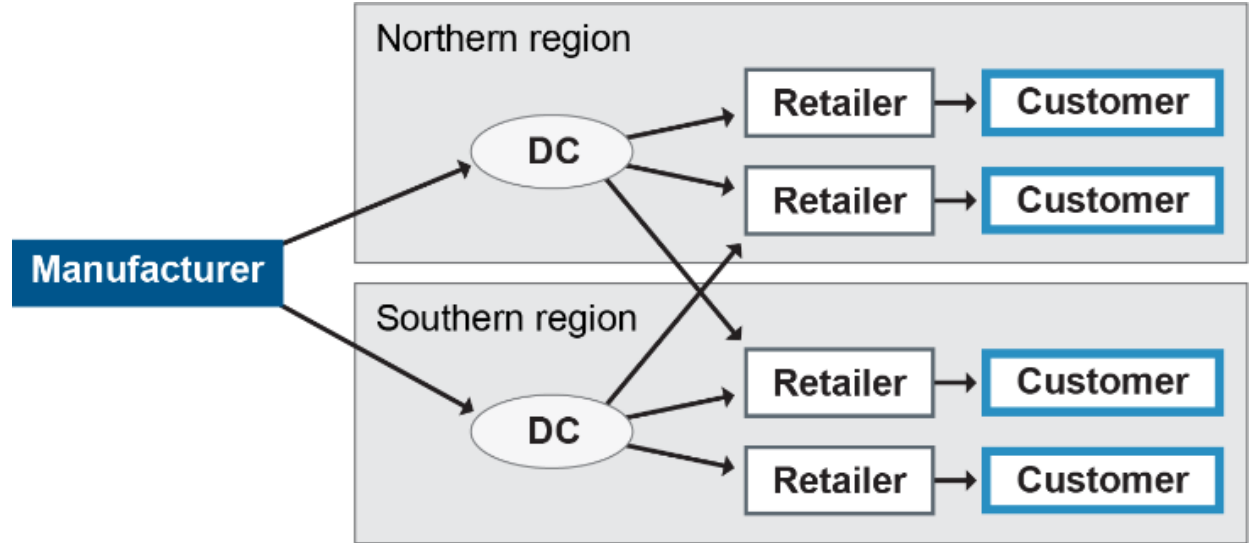 Northern region
Retailer
Customer
DC
Retailer
Customer
Manufacturer
Southern region
Retailer
Customer
DC
Retailer
Customer